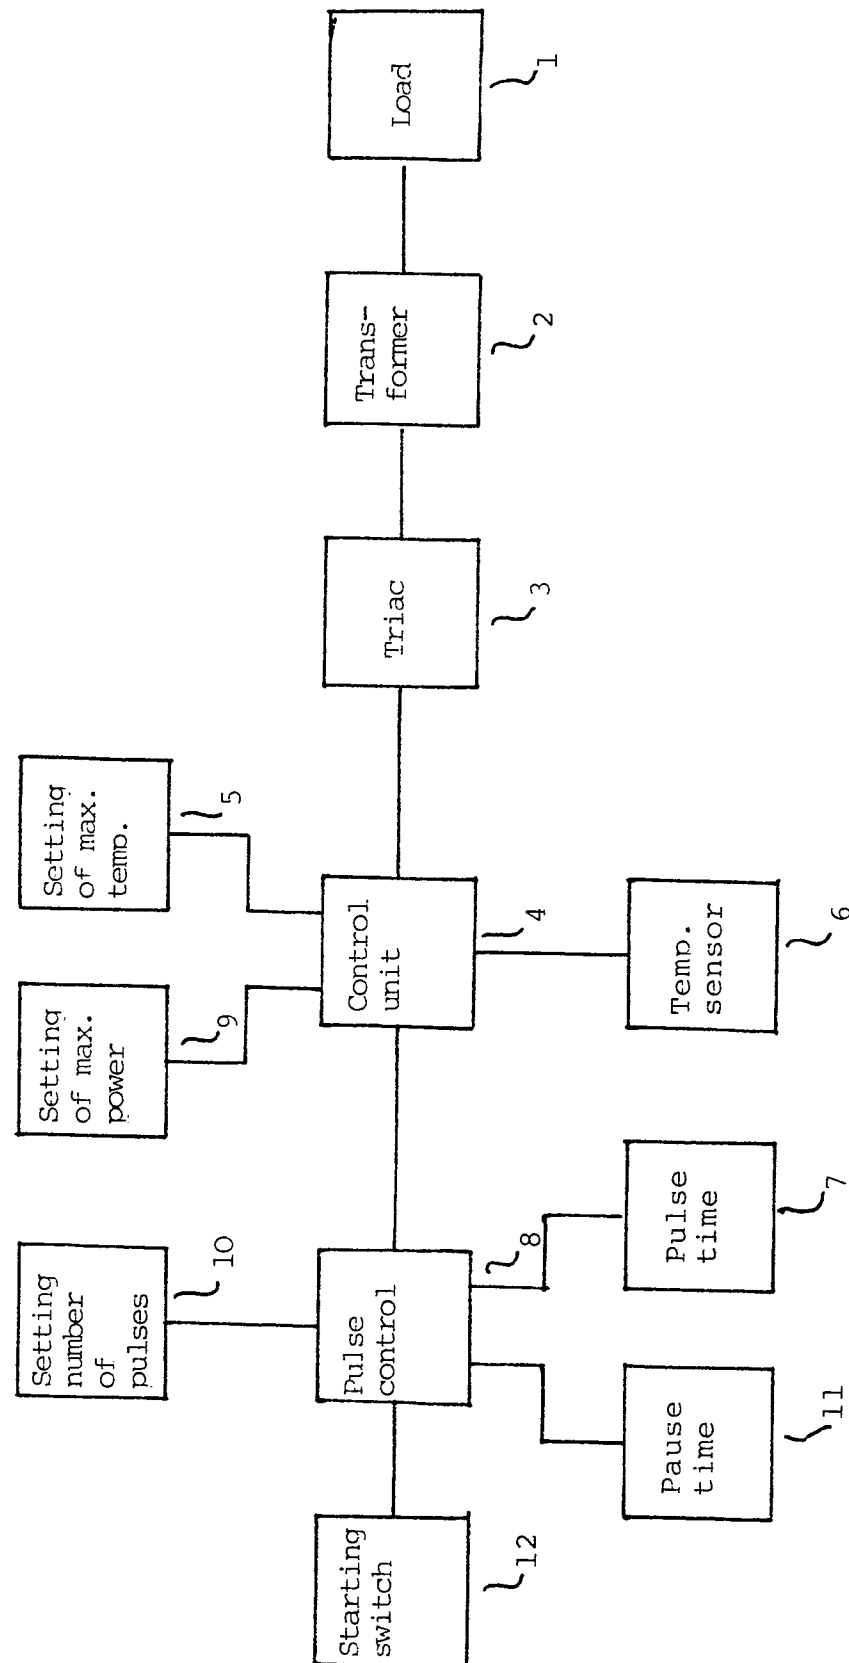 Setting
number
of
pulses
10
Setting
of max.
power
9
Setting
of max.
temp.
5
Starting
switch
12
Pulse
control
8
Control
unit
4
Triac
3
Trans-
former
2
Load
1
Pause
time
11
Pulse
time
7
Temp.
sensor
6